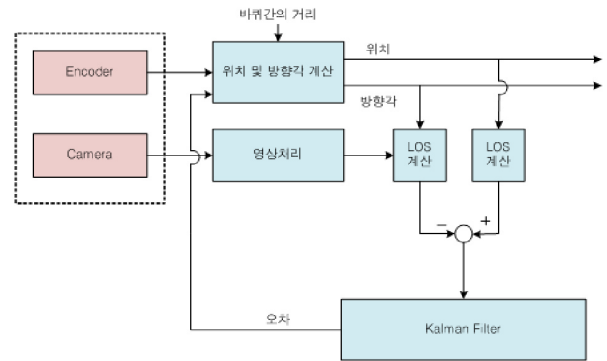 바퀴간의 거리
위치
Encoder
위치 및 방향각 계산
방향각
Camera
영상처리
LOS
계산
LOS
계산
−
+
오차
Kalman Filter